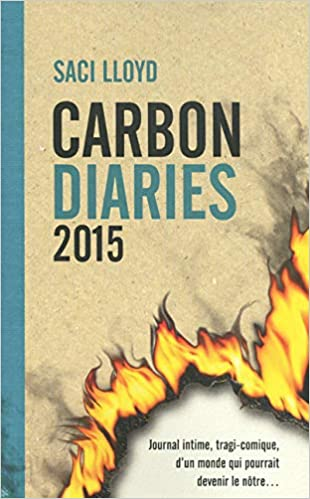 SACI LLOYD
CARBON
DIARIES
2015
Journal intime, tragi-comique,
d'un monde qui pourrait
devenir le nôtre...